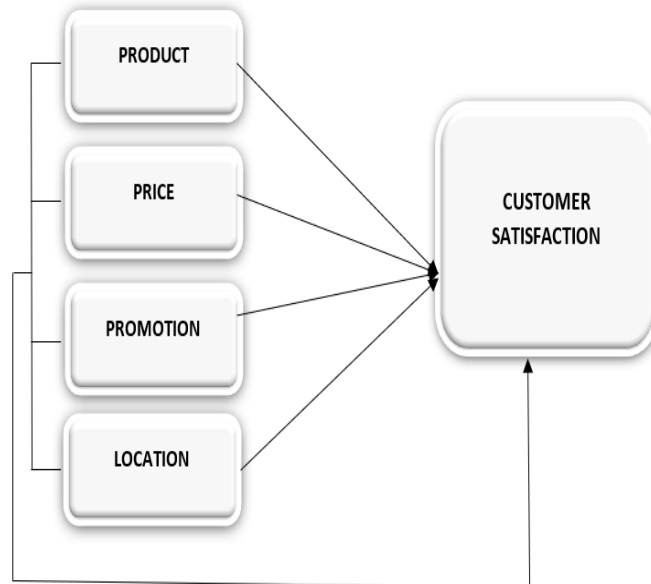 PRODUCT
PRICE
PROMOTION
LOCATION
CUSTOMER
SATISFACTION